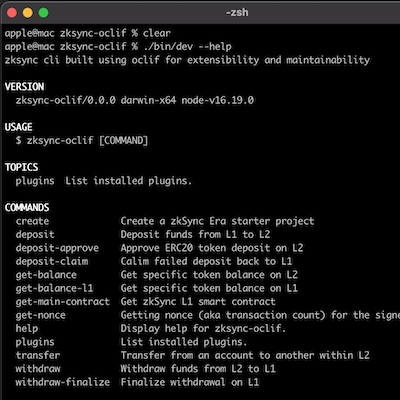 -zsh
apple@mac zksync-oclif % clear
apple@mac zksync-oclif % ./bin/dev --help
zksync cli built using oclif for extensibility and maintainability
VERSION
zksync-oclif/0.0.0 darwin-x64 node-v16.19.0
USAGE
$ zksync-oclif [COMMAND]
TOPICS
plugins List installed plugins.
COMMANDS
create Create a zkSync Era starter project
deposit Deposit funds from L1 to L2
deposit-approve Approve ERC20 token deposit on L2
deposit-claim Calim failed deposit back to L1
get-balance Get specific token balance on L2
get-balance-l1 Get specific token balance on L1
get-main-contract Get zkSync L1 smart contract
get-nonce Getting nonce (aka transaction count) for the signe
help Display help for zksync-oclif.
plugins List installed plugins.
transfer Transfer from an account to another within L2
withdraw Withdraw funds from L2 to L1
withdraw-finalize Finalize withdrawal on L1